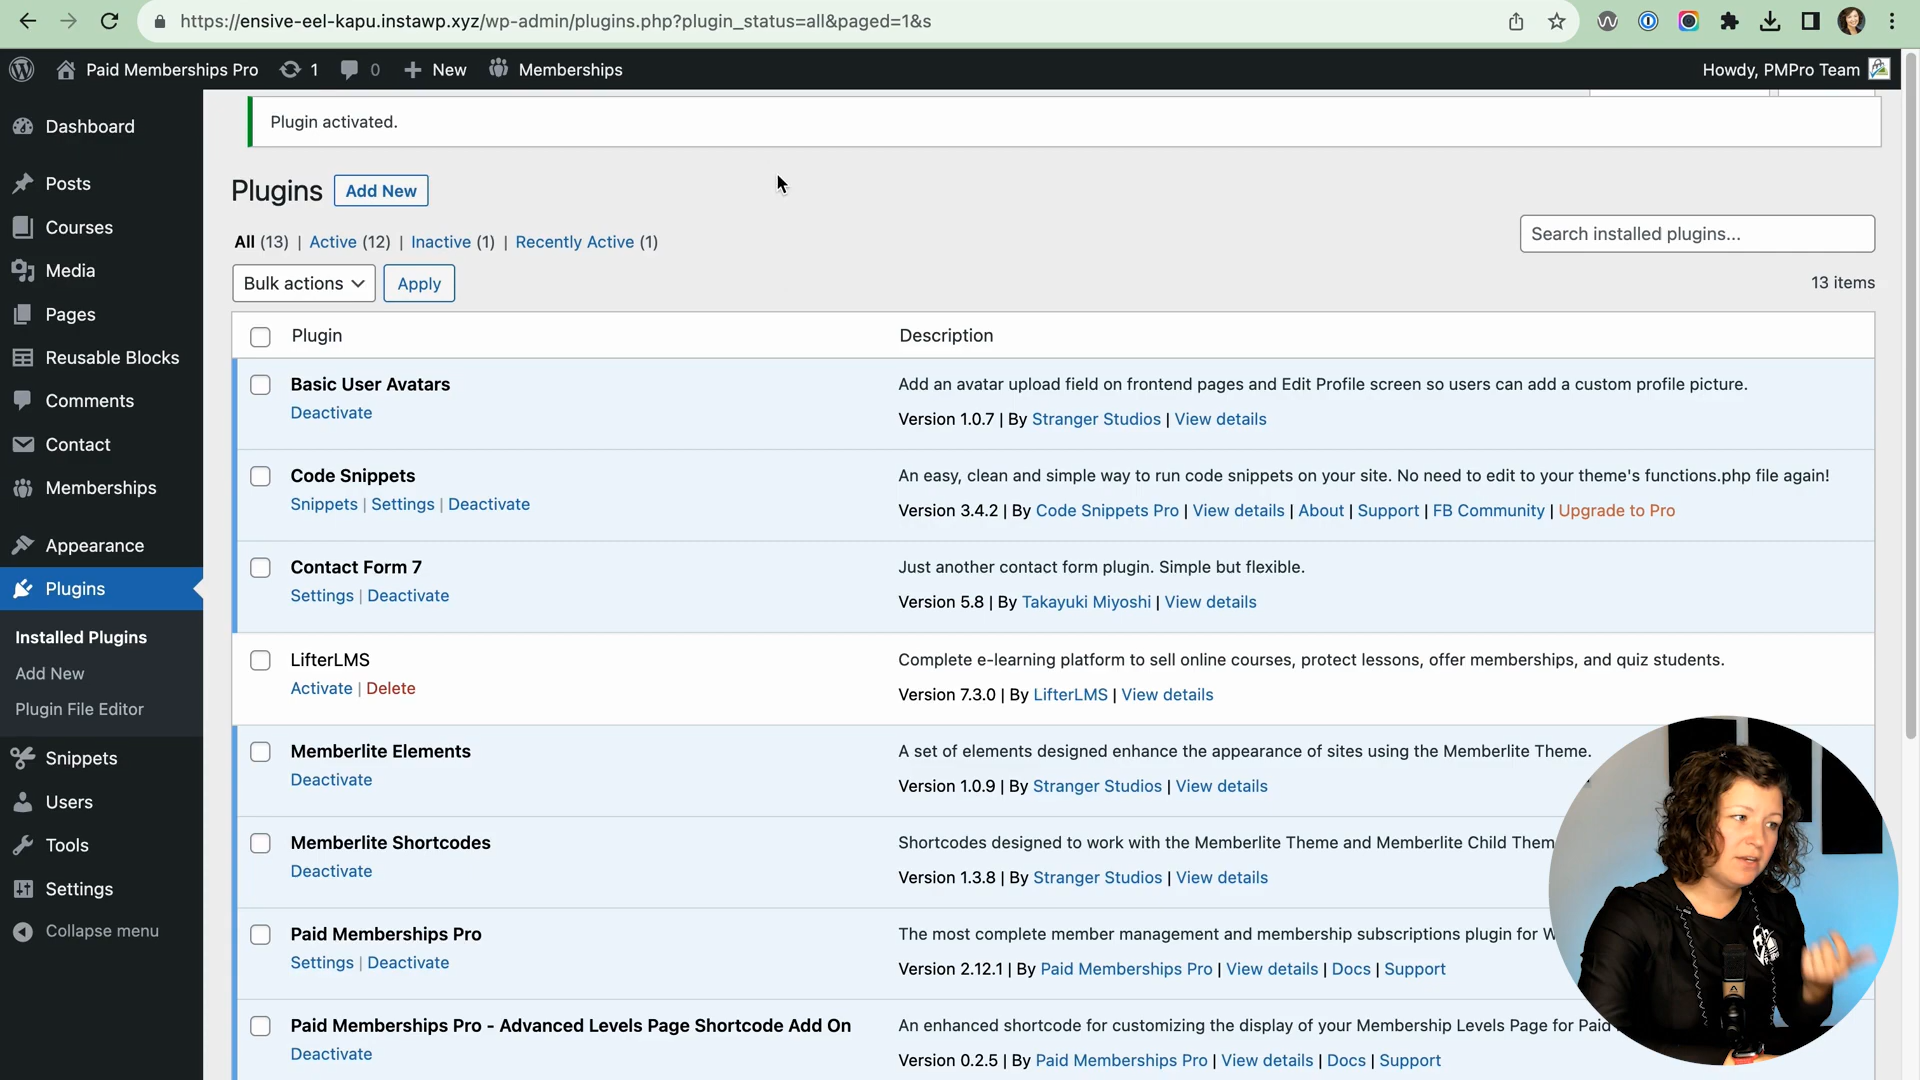 https://ensive-eel-kapu.instawp.xyz/wp-admin/plugins.php?plugin_status=all&paged=1&s
Paid Memberships Pro 1 0 New Memberships Howdy, PMPro Team
Dashboard
Posts
Courses
Media
Pages
Reusable Blocks
Comments
Contact
Memberships
Appearance
Plugins
Installed Plugins
Add New
Plugin File Editor
Snippets
Users
Tools
Settings
Collapse menu
Plugin activated.
Plugins Add New
All (13) | Active (12) | Inactive (1) | Recently Active (1)
Search installed plugins...
Bulk actions Apply
13 items
Plugin Description
Basic User Avatars
Deactivate
Add an avatar upload field on frontend pages and Edit Profile screen so users can add a custom profile picture.
Version 1.0.7 | By Stranger Studios | View details
Code Snippets
Snippets | Settings | Deactivate
An easy, clean and simple way to run code snippets on your site. No need to edit to your theme's functions.php file again!
Version 3.4.2 | By Code Snippets Pro | View details | About | Support | FB Community | Upgrade to Pro
Contact Form 7
Settings | Deactivate
Just another contact form plugin. Simple but flexible.
Version 5.8 | By Takayuki Miyoshi | View details
LifterLMS
Activate | Delete
Complete e-learning platform to sell online courses, protect lessons, offer memberships, and quiz students.
Version 7.3.0 | By LifterLMS | View details
Memberlite Elements
Deactivate
A set of elements designed enhance the appearance of sites using the Memberlite Theme.
Version 1.0.9 | By Stranger Studios | View details
Memberlite Shortcodes
Deactivate
Shortcodes designed to work with the Memberlite Theme and Memberlite Child Them
Version 1.3.8 | By Stranger Studios | View details
Paid Memberships Pro
Settings | Deactivate
The most complete member management and membership subscriptions plugin for W
Version 2.12.1 | By Paid Memberships Pro | View details | Docs | Support
Paid Memberships Pro - Advanced Levels Page Shortcode Add On
Deactivate
An enhanced shortcode for customizing the display of your Membership Levels Page for Paid
Version 0.2.5 | By Paid Memberships Pro | View details | Docs | Support